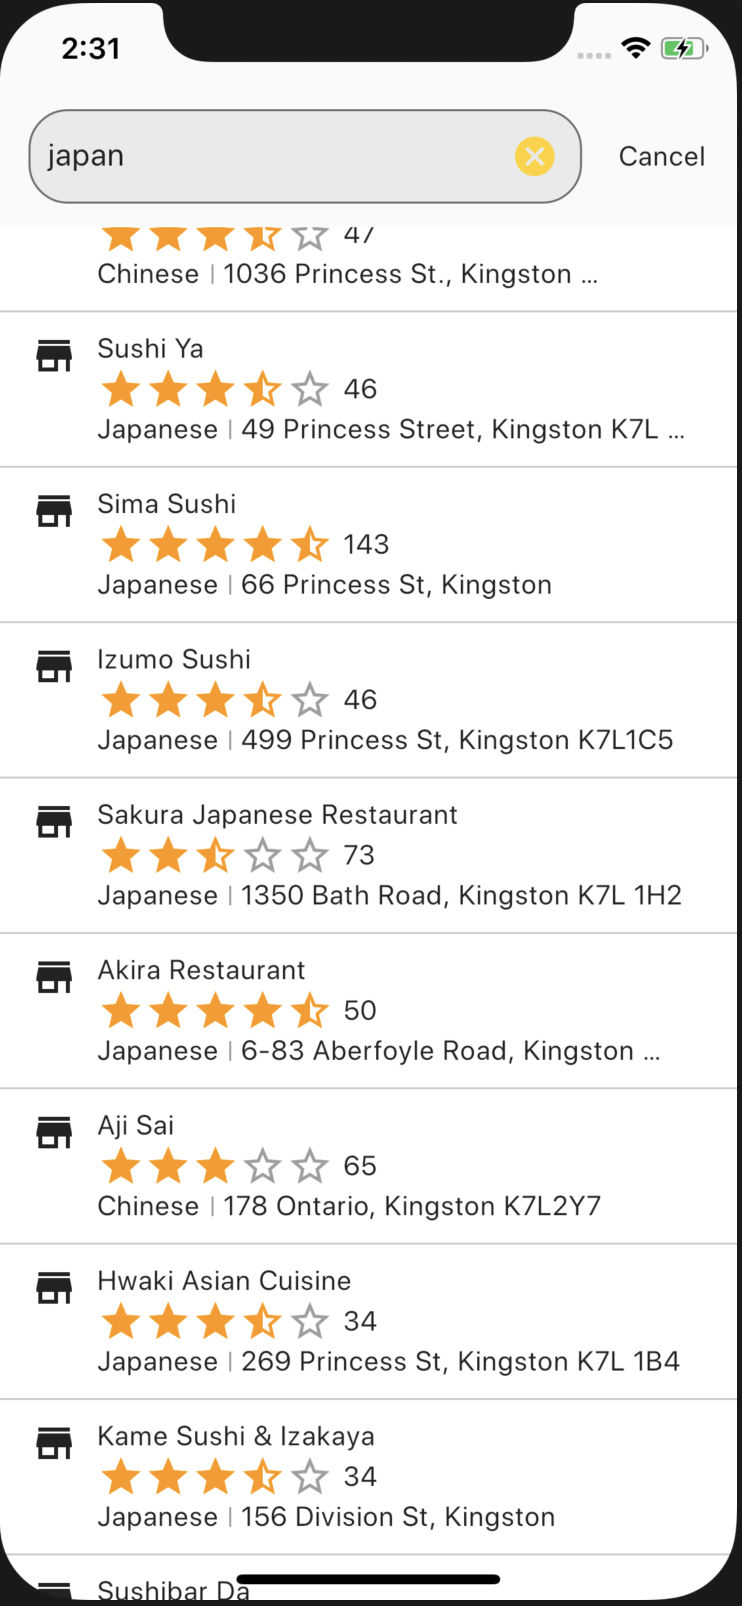 2:31
japan
Cancel
47
Chinese | 1036 Princess St., Kingston ...
Sushi Ya
46
Japanese | 49 Princess Street, Kingston K7L ...
Sima Sushi
143
Japanese | 66 Princess St, Kingston
Izumo Sushi
46
Japanese | 499 Princess St, Kingston K7L1C5
Sakura Japanese Restaurant
73
Japanese | 1350 Bath Road, Kingston K7L 1H2
Akira Restaurant
50
Japanese | 6-83 Aberfoyle Road, Kingston ...
Aji Sai
65
Chinese | 178 Ontario, Kingston K7L2Y7
Hwaki Asian Cuisine
34
Japanese | 269 Princess St, Kingston K7L 1B4
Kame Sushi & Izakaya
34
Japanese | 156 Division St, Kingston
Sushibar Da